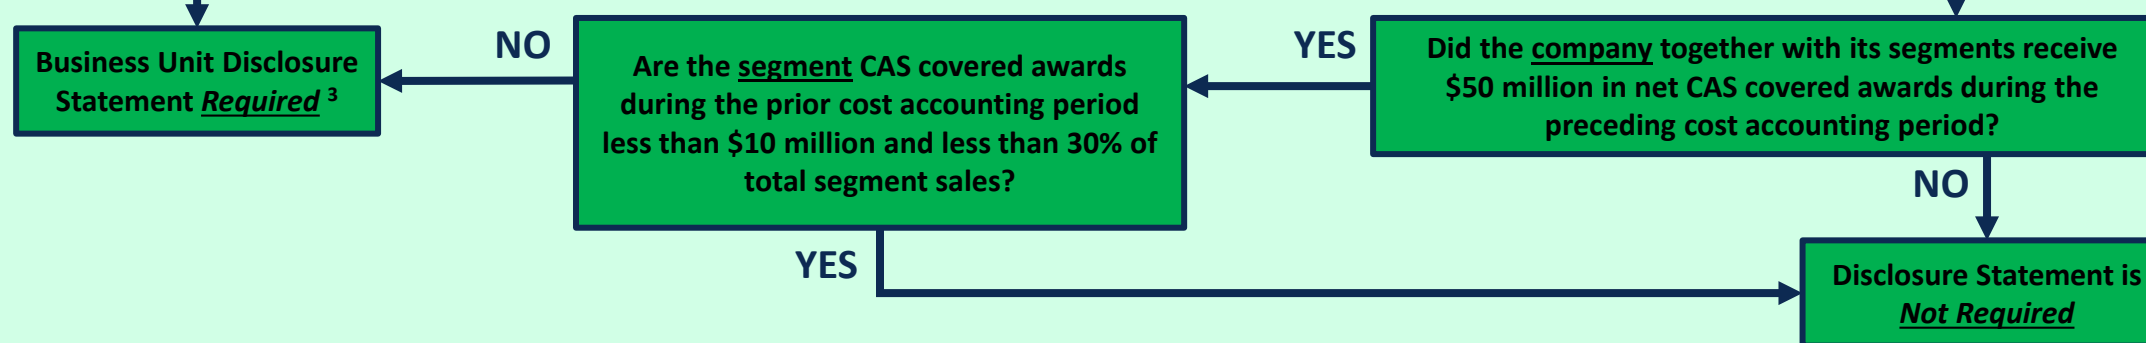 Business Unit Disclosure
Statement Required 3
NO
Are the segment CAS covered awards
during the prior cost accounting period
less than $10 million and less than 30% of
total segment sales?
YES
Did the company together with its segments receive
$50 million in net CAS covered awards during the
preceding cost accounting period?
NO
YES
Disclosure Statement is
Not Required